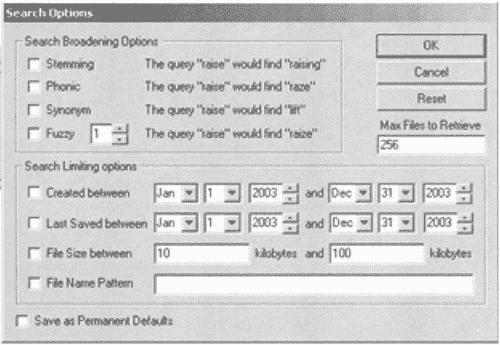 Search Options
Search Broadening Options
Stemming The query "raise" would find "raising"
Phonic The query "raise" would find "raze"
Synonym The query "raise" would find "lift"
Fuzzy 1 The query "raise" would find "raize"
OK
Cancel
Reset
Max Files to Retrieve
256
Search Limiting options
Created between Jan 1 2003 and Dec 31 2003
Last Saved between Jan 1 2003 and Dec 31 2003
File Size between 10 kilobytes and 100 kilobytes
File Name Pattern
Save as Permanent Defaults